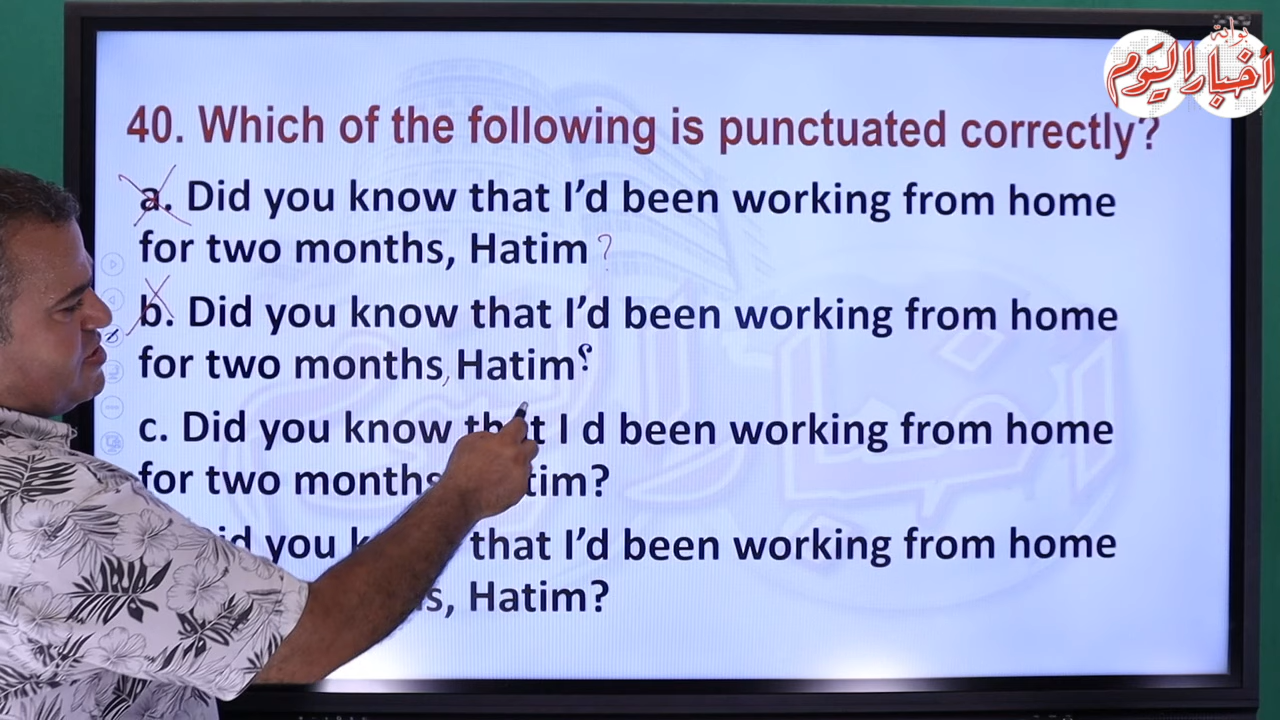 بوابة
أخبار اليوم
40. Which of the following is punctuated correctly?
a. Did you know that I'd been working from home
for two months, Hatim ?
b. Did you know that I'd been working from home
for two months, Hatim؟
c. Did you know that I d been working from home
for two months tim?
id you k that I'd been working from home
s, Hatim?